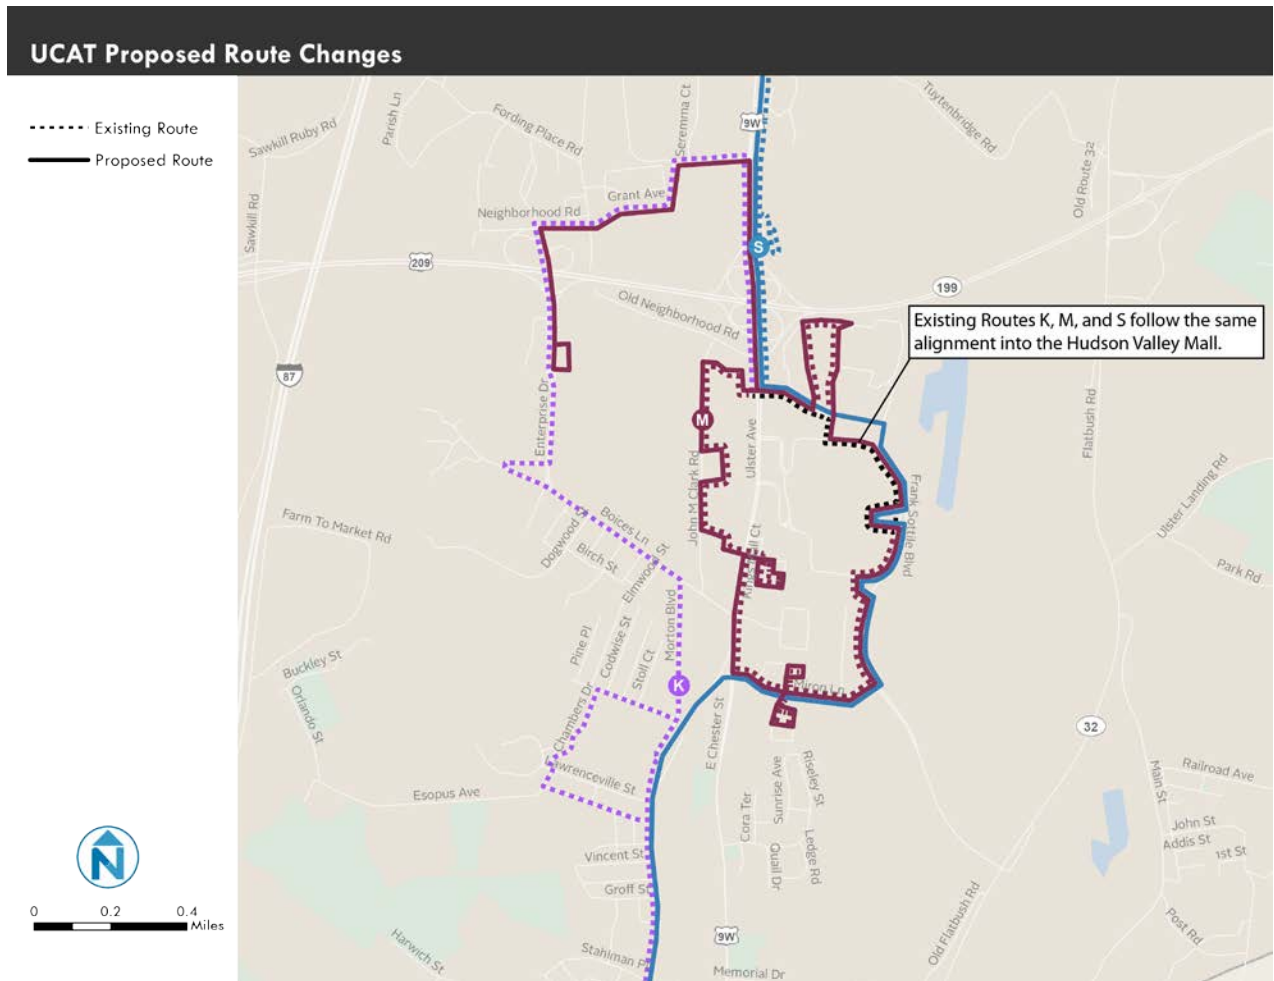 UCAT Proposed Route Changes
Existing Route
Proposed Route
Sawkill Ruby Rd
Parish Ln
Fording Place Rd
Seremma Ct
9W
Tuytenbridge Rd
Old Route 32
Sawkill Rd
Neighborhood Rd
Grant Ave
209
S
199
Old Neighborhood Rd
Existing Routes K, M, and S follow the same
alignment into the Hudson Valley Mall.
87
Enterprise Dr
M
Ulster Ave
John M Clark Rd
Flatbush Rd
Frank Sottile Blvd
Ulster Landing Rd
Farm To Market Rd
Boices Ln
Birch St
Elmwood St
Park Rd
Morton Blvd
Pine Pl
Codwise St
Stoll Ct
Buckley St
Orlando St
K
Miron Ln
Chambers Dr
E Chester St
32
Lawrenceville St
Esopus Ave
Sunrise Ave
Riseley St
Main St
Railroad Ave
Cora Ter
John St
Addis St
1st St
N
Vincent St
Quail Dr
Ledge Rd
Groff St
0 0.2 0.4
Miles
Harwich St
Stahlman P
9W
Memorial Dr
Old Flatbush Rd
Post Rd